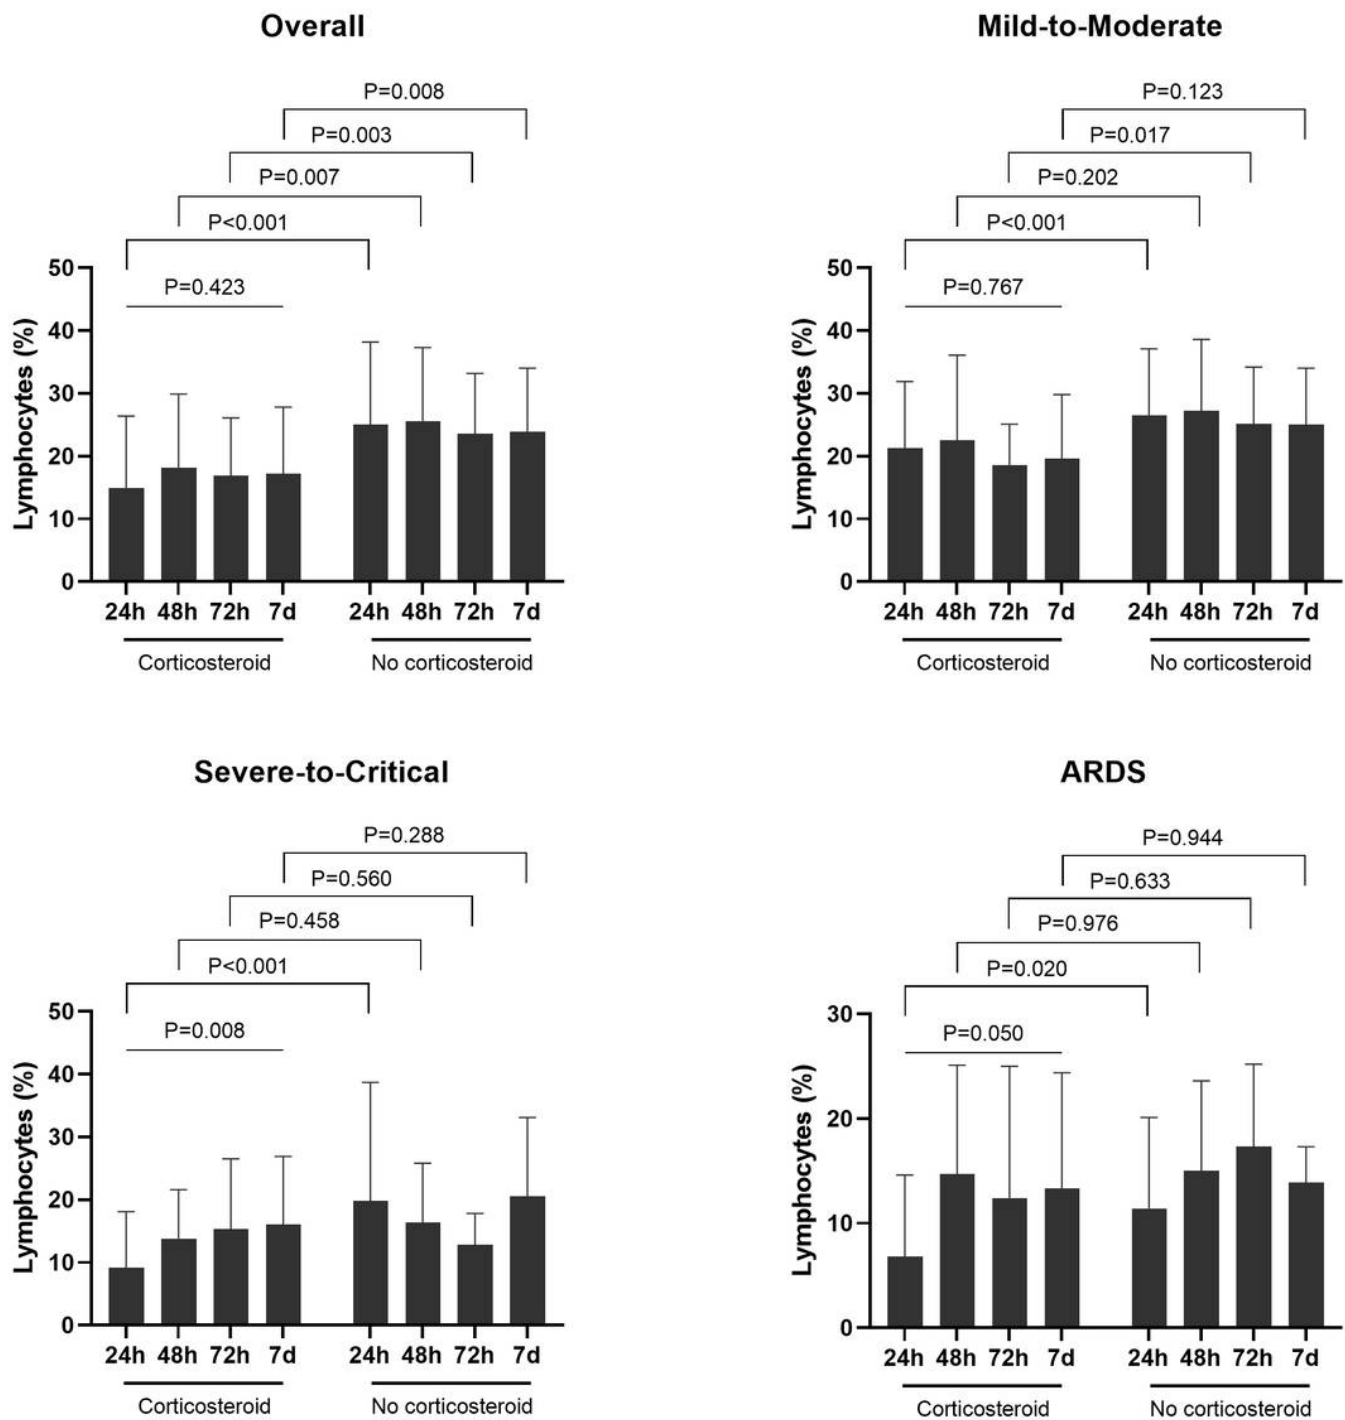 Overall
P=0.008
P=0.003
P=0.007
P<0.001
P=0.423
Lymphocytes (%)
50
40
30
20
10
0
24h 48h 72h 7d 24h 48h 72h 7d
Corticosteroid No corticosteroid
Mild-to-Moderate
P=0.123
P=0.017
P=0.202
P<0.001
P=0.767
Lymphocytes (%)
50
40
30
20
10
0
24h 48h 72h 7d 24h 48h 72h 7d
Corticosteroid No corticosteroid
Severe-to-Critical
P=0.288
P=0.560
P=0.458
P<0.001
P=0.008
Lymphocytes (%)
50
40
30
20
10
0
24h 48h 72h 7d 24h 48h 72h 7d
Corticosteroid No corticosteroid
ARDS
P=0.944
P=0.633
P=0.976
P=0.020
P=0.050
Lymphocytes (%)
30
20
10
0
24h 48h 72h 7d 24h 48h 72h 7d
Corticosteroid No corticosteroid